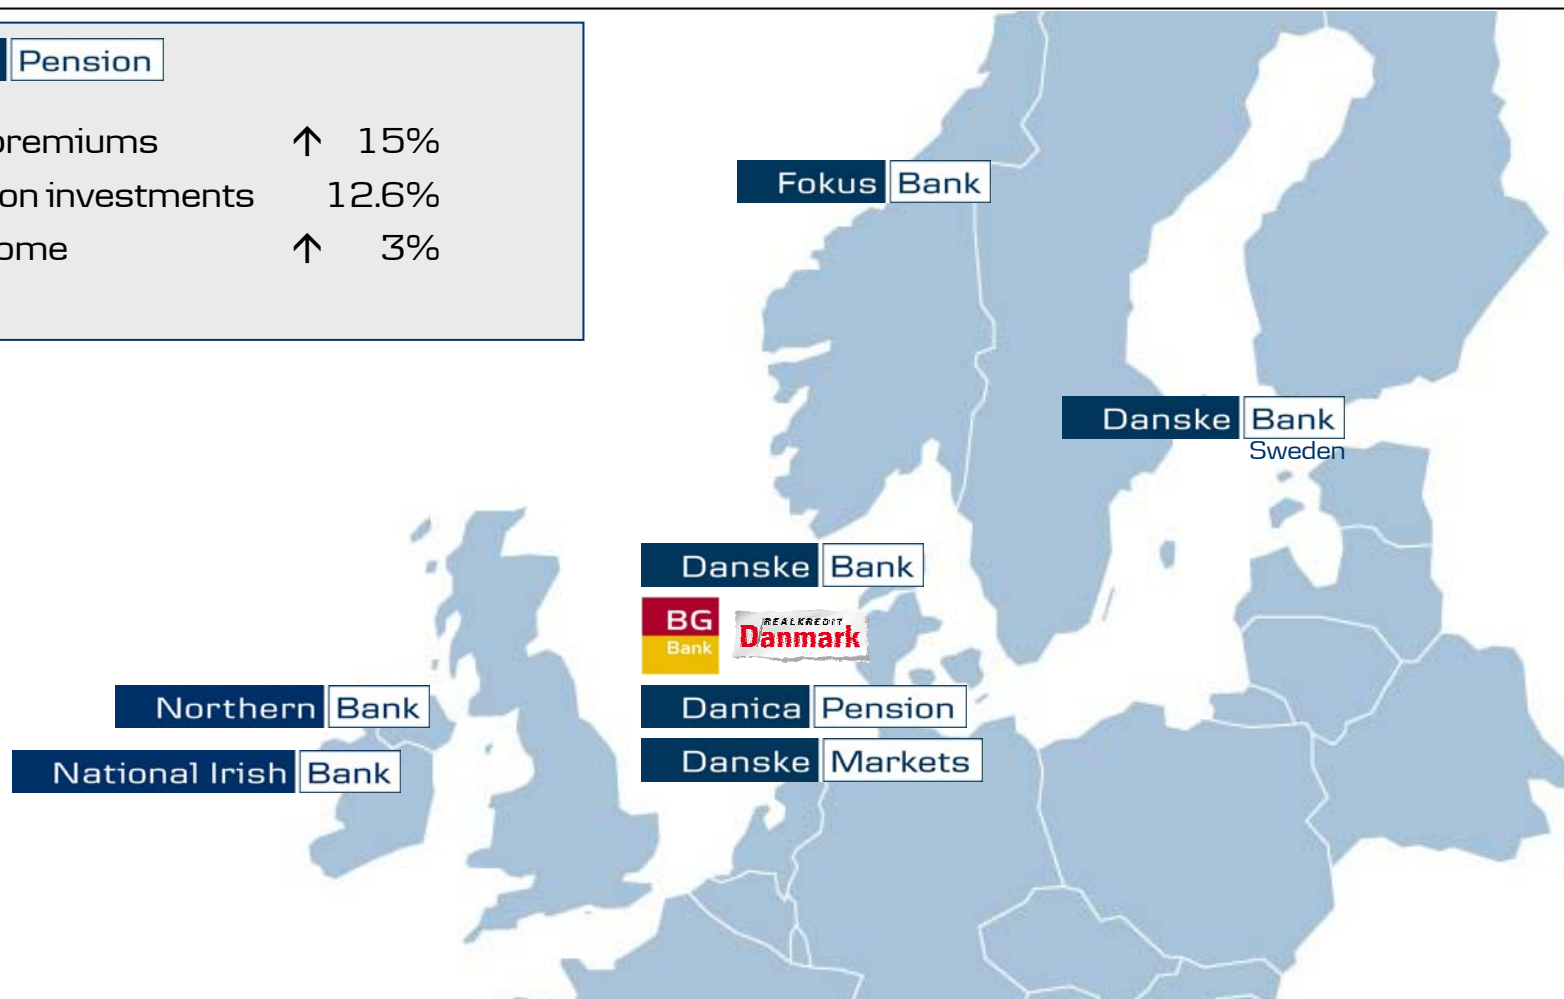 Pension
premiums ↑ 15%
on investments 12.6%
ome ↑ 3%
Fokus Bank
Danske Bank
Sweden
Danske Bank
BG
Bank
REALKREDIT
Danmark
Northern Bank
Danica Pension
National Irish Bank
Danske Markets